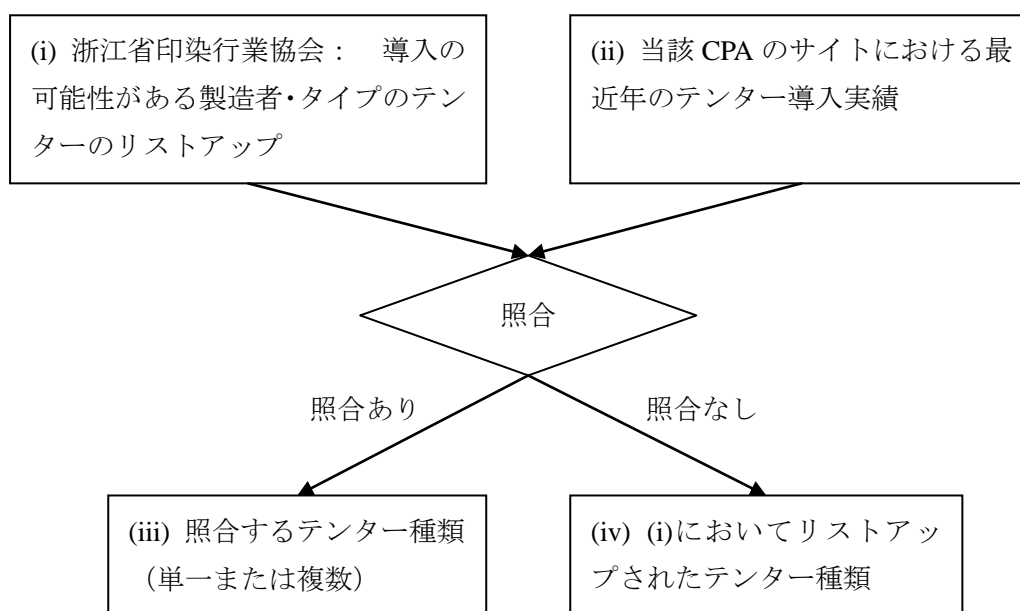 (i) 浙江省印染行業協会： 導入の
可能性がある製造者・タイプのテン
ターのリストアップ
(ii) 当該 CPA のサイトにおける最
近年のテンター導入実績
照合
照合あり
照合なし
(iii) 照合するテンター種類
（単一または複数）
(iv) (i)においてリストアッ
プされたテンター種類